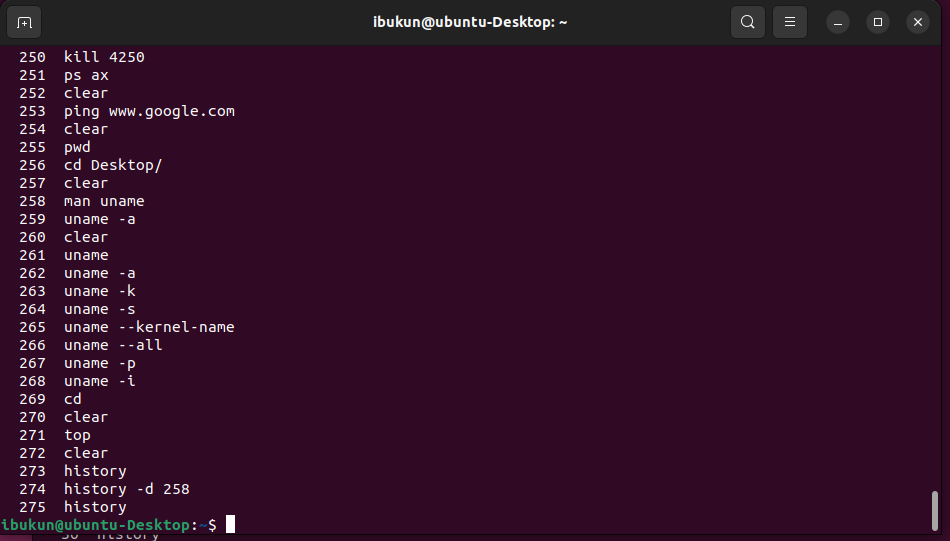 ibukun@ubuntu-Desktop: ~
250 kill 4250
251 ps ax
252 clear
253 ping www.google.com
254 clear
255 pwd
256 cd Desktop/
257 clear
258 man uname
259 uname -a
260 clear
261 uname
262 uname -a
263 uname -k
264 uname -s
265 uname --kernel-name
266 uname --all
267 uname -p
268 uname -i
269 cd
270 clear
271 top
272 clear
273 history
274 history -d 258
275 history
ibukun@ubuntu-Desktop:~$
history